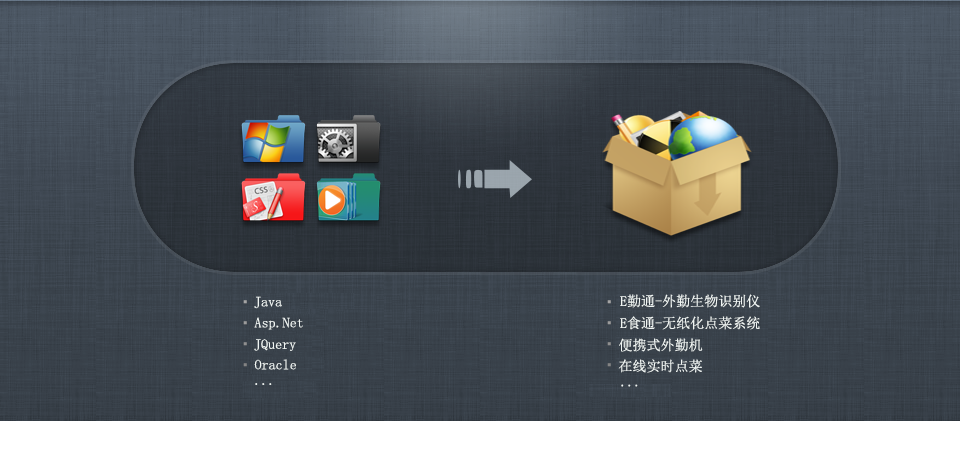 CSS
S
Java
Asp.Net
JQuery
Oracle
...
E勤通-外勤生物识别仪
E食通-无纸化点菜系统
便携式外勤机
在线实时点菜
...